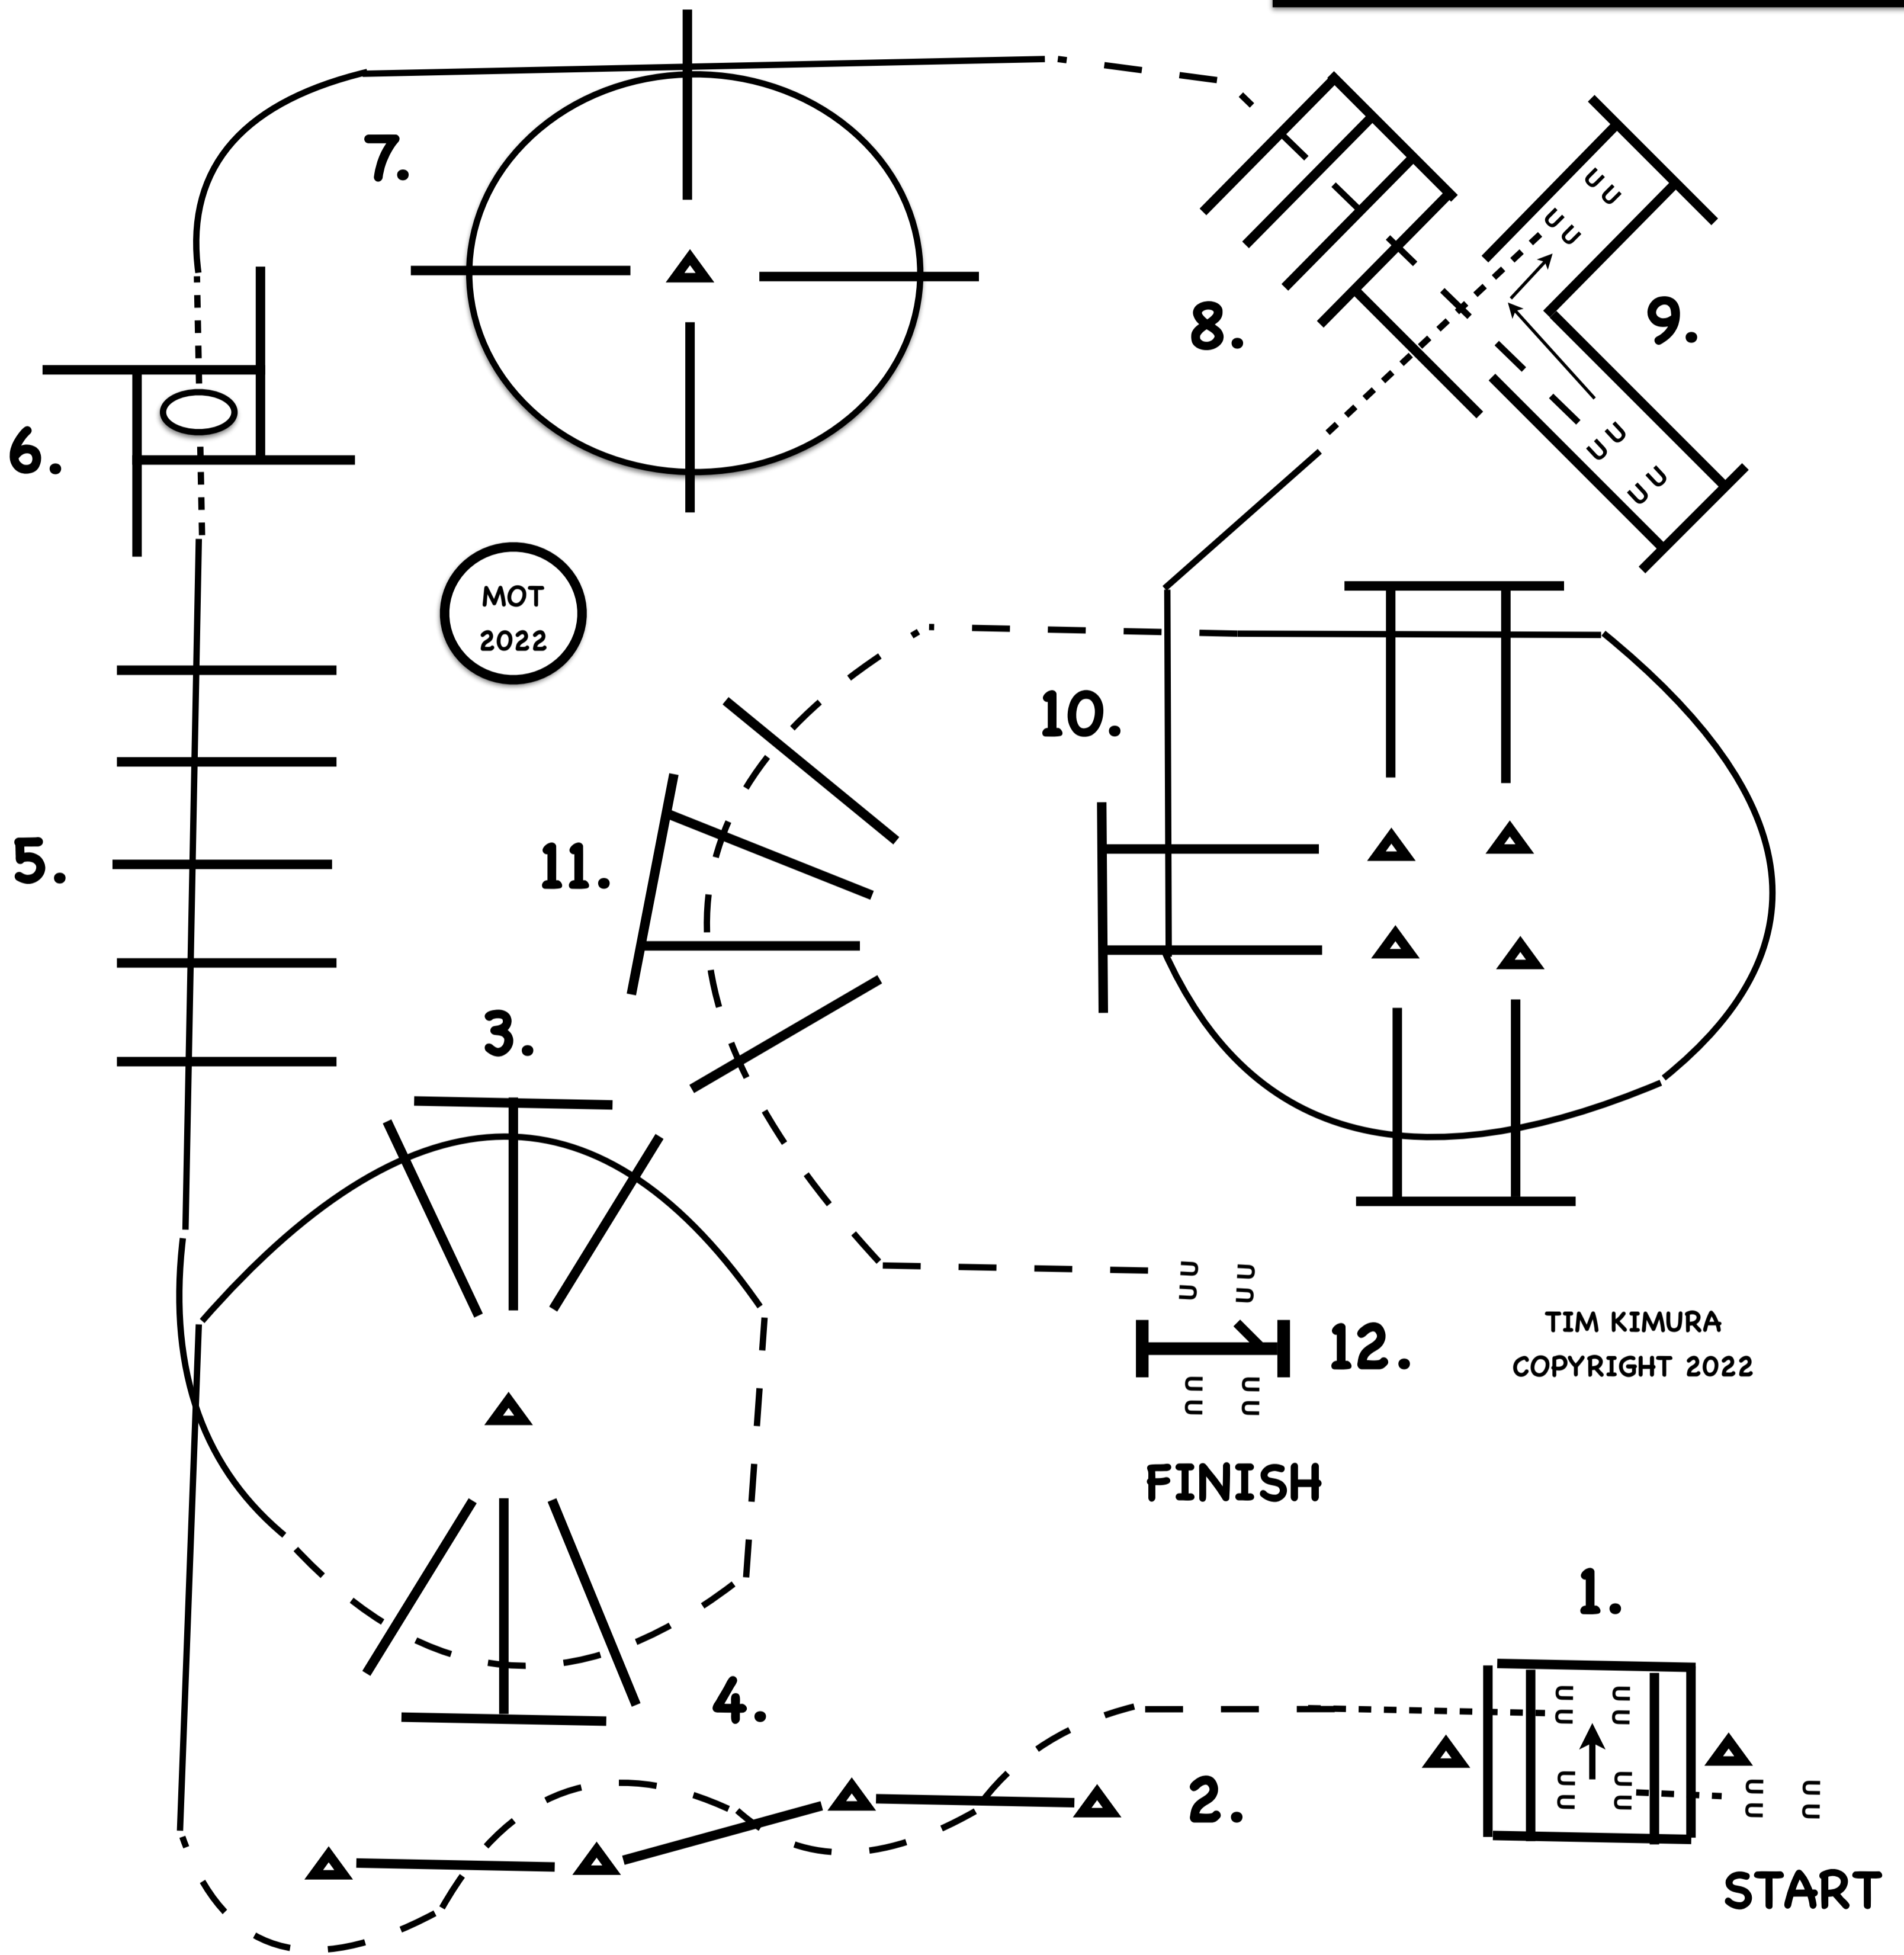 7.
8.
9.
6.
MOT
2022
10.
5.
11.
3.
12.
TIM KIMURA
COPYRIGHT 2022
FINISH
1.
4.
2.
START